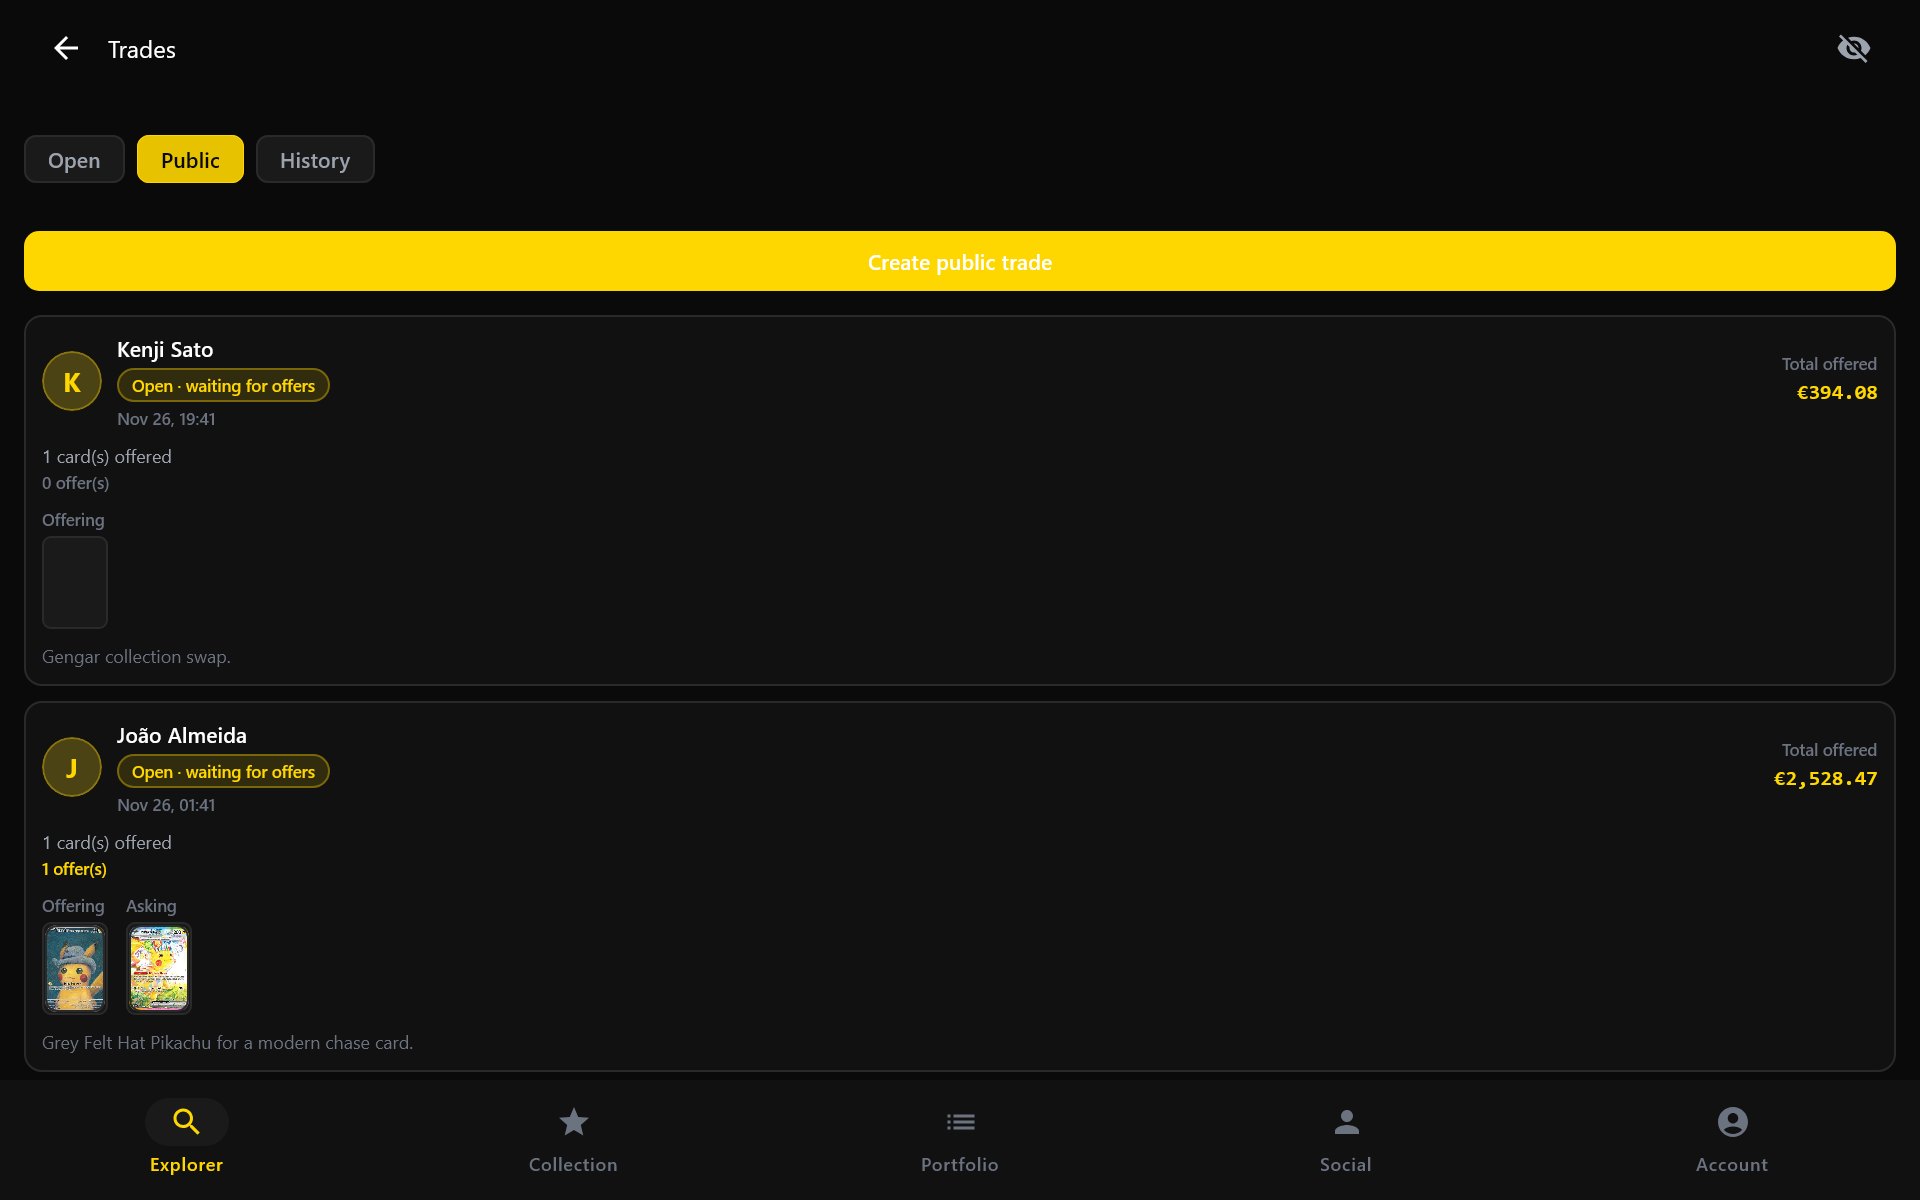 Trades
Open
Public
History
Create public trade
K
Kenji Sato
Open · waiting for offers
Nov 26, 19:41
Total offered
€394.08
1 card(s) offered
0 offer(s)
Offering
Gengar collection swap.
J
João Almeida
Open · waiting for offers
Nov 26, 01:41
Total offered
€2,528.47
1 card(s) offered
1 offer(s)
Offering
Asking
Grey Felt Hat Pikachu for a modern chase card.
Explorer
Collection
Portfolio
Social
Account